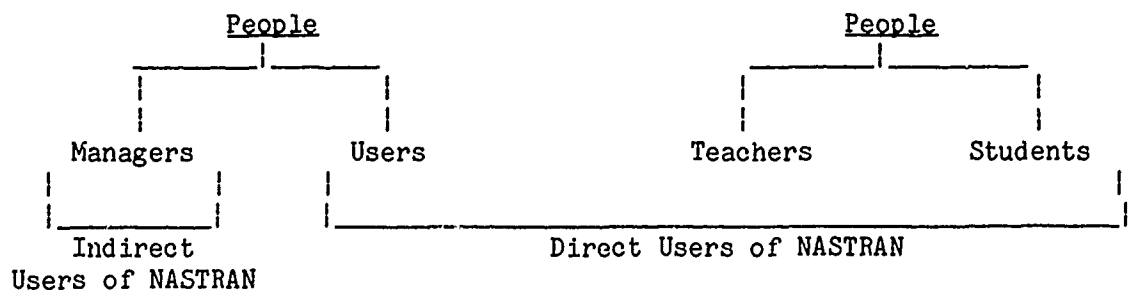 People People
Managers Users Teachers Students
Indirect Direct Users of NASTRAN
Users of NASTRAN